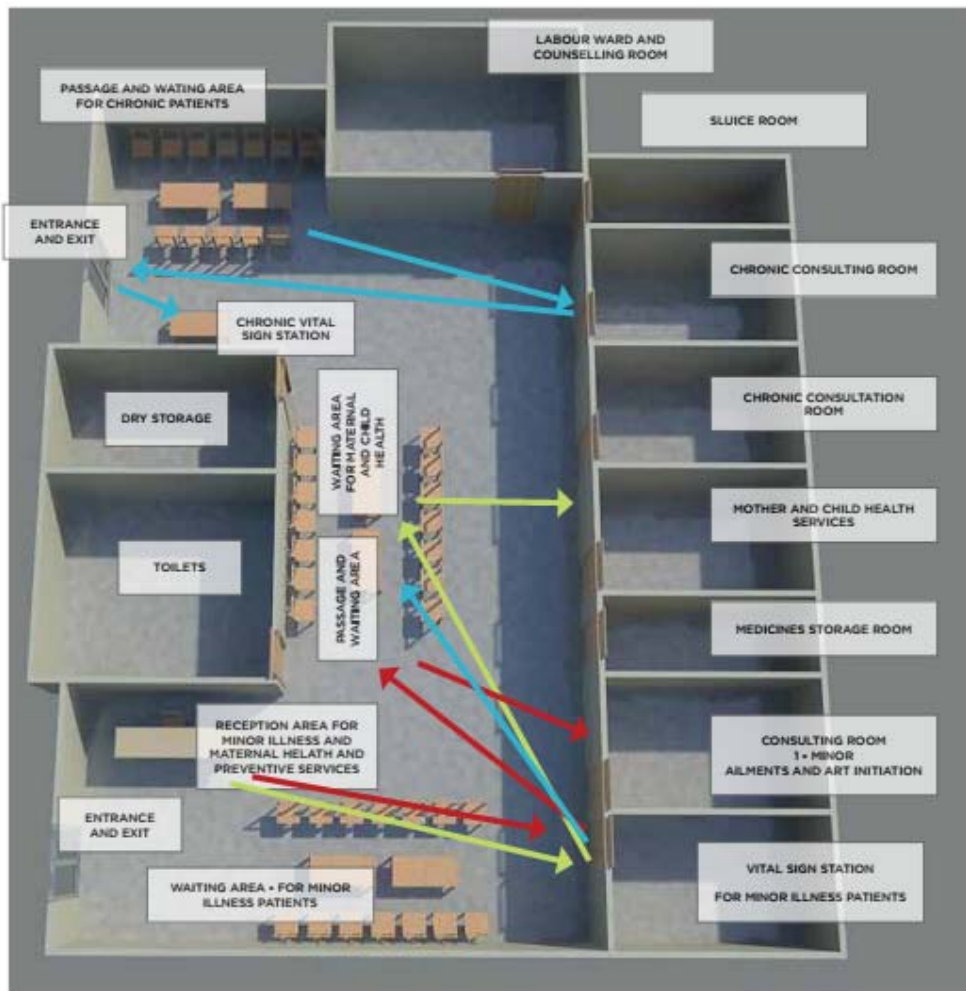 LABOUR WARD AND
COUNSELLING ROOM
PASSAGE AND WATING AREA
FOR CHRONIC PATIENTS
SLUICE ROOM
ENTRANCE
AND EXIT
CHRONIC CONSULTING ROOM
CHRONIC VITAL
SIGN STATION
DRY STORAGE
WAITING AREA
FOR MATERNAL
AND CHILD
HEALTH
CHRONIC CONSULTATION
ROOM
MOTHER AND CHILD HEALTH
SERVICES
TOILETS
PASSAGE AND
WAITING AREA
MEDICINES STORAGE ROOM
RECEPTION AREA FOR
MINOR ILLNESS AND
MATERNAL HELATH AND
PREVENTIVE SERVICES
CONSULTING ROOM
1 • MINOR
AILMENTS AND ART INITIATION
ENTRANCE
AND EXIT
WAITING AREA • FOR MINOR
ILLNESS PATIENTS
VITAL SIGN STATION
FOR MINOR ILLNESS PATIENTS